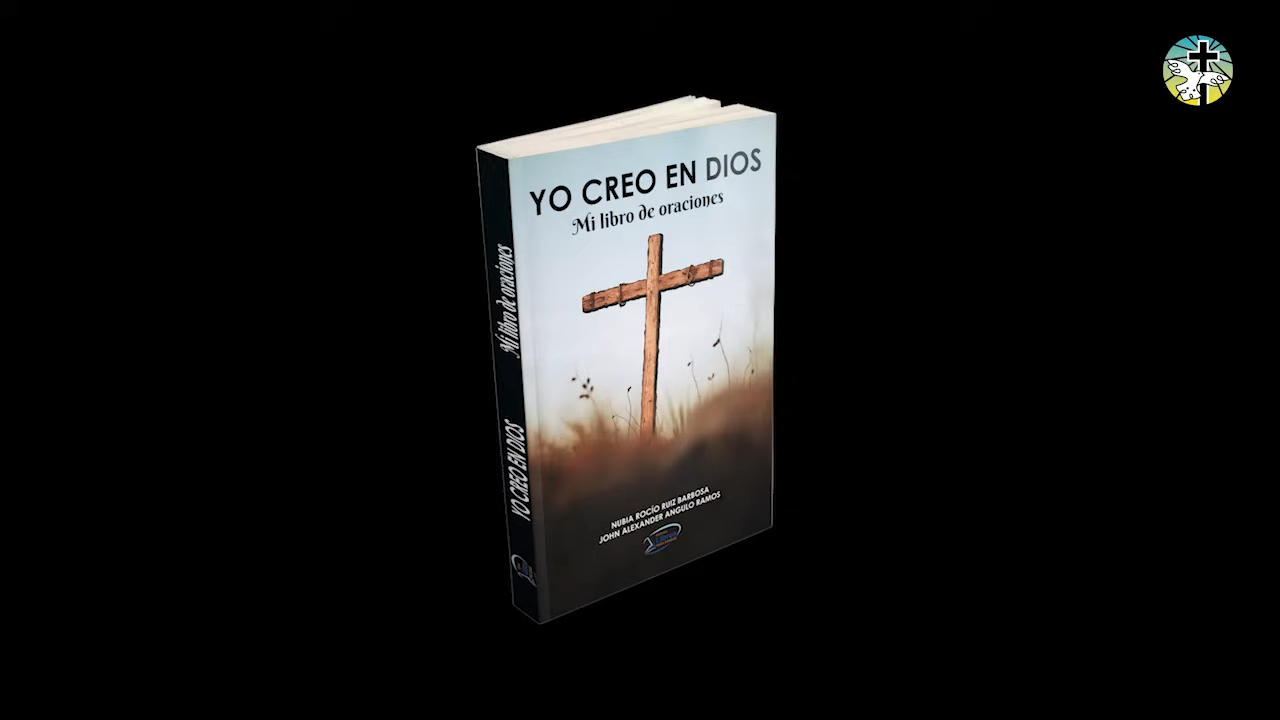 YO CREO EN DIOS
Mi libro de oraciones
NUBIA ROCÍO RUIZ BARBOSA
JOHN ALEXANDER ANGULO RAMOS
Libros
Mi libro de oraciones
YO CREO EN DIOS